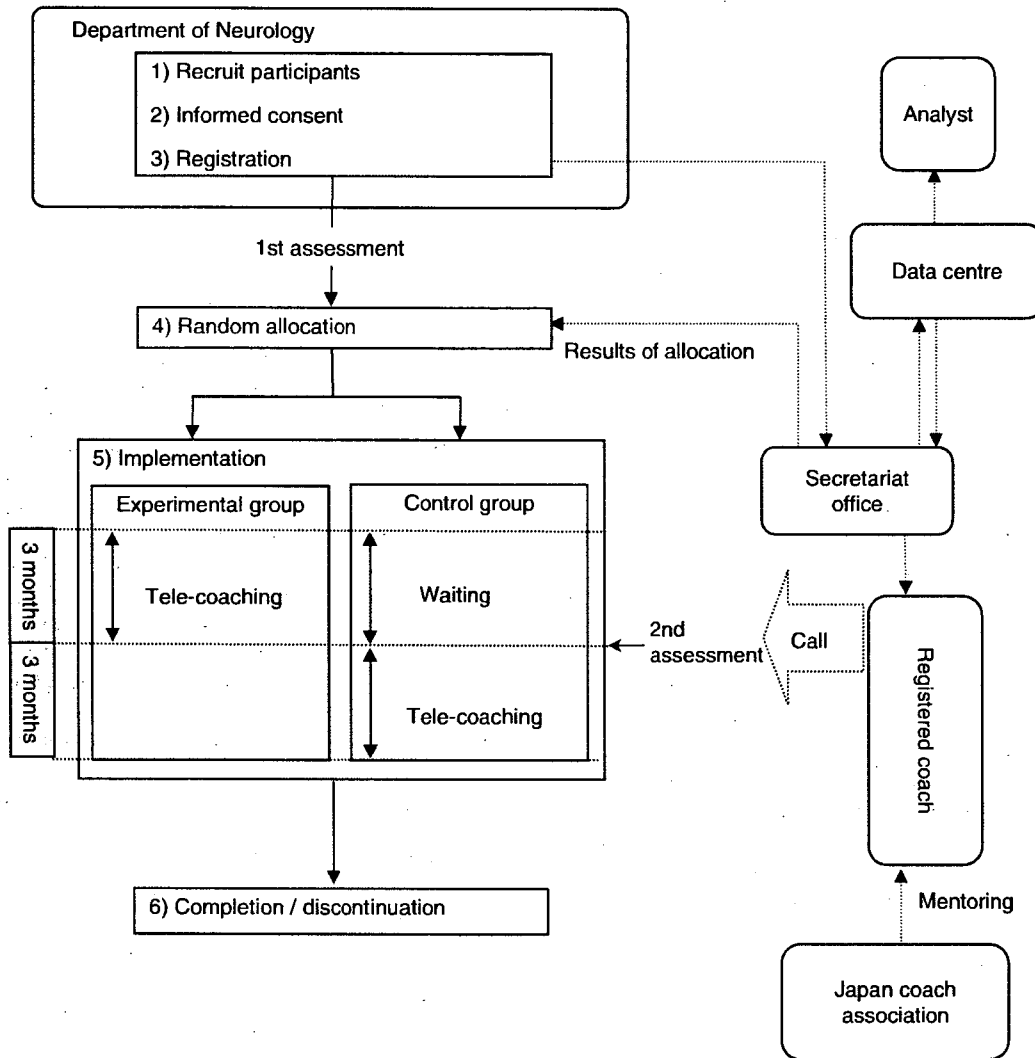 Department of Neurology
1) Recruit participants
2) Informed consent
3) Registration
1st assessment
4) Random allocation
Results of allocation
5) Implementation
Experimental group
Control group
3 months
3 months
Tele-coaching
Waiting
Tele-coaching
2nd
assessment
6) Completion / discontinuation
Analyst
Data centre
Secretariat
office
Call
Registered coach
Mentoring
Japan coach
association